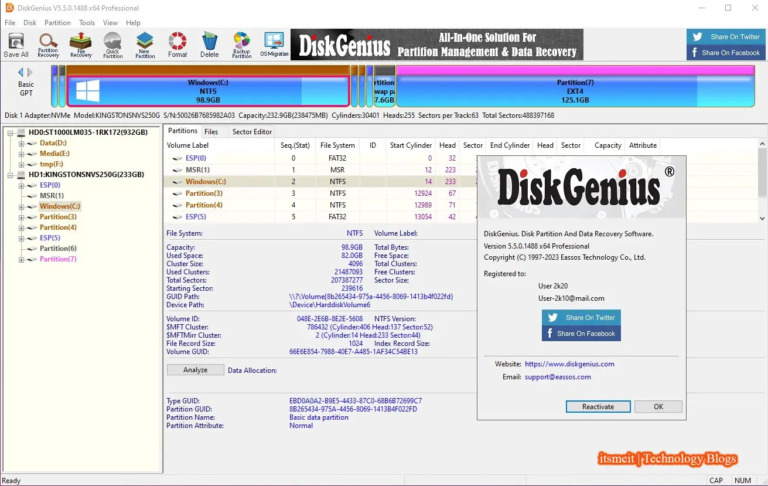 DiskGenius V5.5.0.1488 x64 Professional
File Disk Partition Tools View Help
Save All
Partition Recovery
File Recovery
Quick Partition
New Partition
Format
Delete
Backup Partition
OS Migration
DiskGenius
All-In-One Solution For
Partition Management & Data Recovery
Share On Twitter
Share On Facebook
Basic
GPT
Windows(C:)
NTFS
98.9GB
rtition
wap p
7.6GB
Partition(7)
EXT4
125.1GB
Disk 1 Adapter:NVMe Model:KINGSTONSNVS250G S/N:50026B7685982A03 Capacity:232.9GB(238475MB) Cylinders:30401 Heads:255 Sectors per Track:63 Total Sectors:488397168
HD0:ST1000LM035-1RK172(932GB)
Data(D:)
Media(E:)
tmp(F:)
HD1:KINGSTONSNVS250G(233GB)
ESP(0)
MSR(1)
Windows(C:)
Partition(3)
Partition(4)
ESP(5)
Partition(6)
Partition(7)
Partitions Files Sector Editor
Volume Label Seq.(Stat) File System ID Start Cylinder Head Sector End Cylinder Head Sector Capacity Attribute
ESP(0) 0 FAT32 0 32
MSR(1) 1 MSR 12 223
Windows(C:) 2 NTFS 14 233
Partition(3) 3 NTFS 12924 67
Partition(4) 4 NTFS 12989 71
ESP(5) 5 FAT32 13054 42
File System: NTFS Volume Label:
Capacity: 98.9GB Total Bytes:
Used Space: 82.0GB Free Space:
Cluster Size: 4096 Total Clusters:
Used Clusters: 21487093 Free Clusters:
Total Sectors: 207387277 Sector Size:
Starting Sector: 239616
GUID Path: \\?\Volume{8b265434-975a-4456-8069-1413b4f022fd}
Device Path: \Device\HarddiskVolume6
Volume ID: 048E-2E6B-8E2E-5608 NTFS Version:
$MFT Cluster: 786432 (Cylinder:406 Head:137 Sector:52)
$MFTMirr Cluster: 2 (Cylinder:14 Head:233 Sector:44)
File Record Size: 1024 Index Record Size:
Volume GUID: 66E6E854-7988-40E7-A485-1AF34C54BE13
Analyze Data Allocation:
Type GUID: EBD0A0A2-B9E5-4433-87C0-68B6B72699C7
Partition GUID: 8B265434-975A-4456-8069-1413B4F022FD
Partition Name: Basic data partition
Partition Attribute: Normal
DiskGenius ®
DiskGenius. Disk Partition And Data Recovery Software.
Version 5.5.0.1488 x64 Professional
Copyright (C) 1997-2023 Eassos Technology Co., Ltd.
Registered to:
User 2k20
User-2k10@mail.com
Share On Twitter
Share On Facebook
Website: https://www.diskgenius.com
Email: support@eassos.com
Reactivate OK
itsmeit | Technology Blogs
Ready CAP NUM